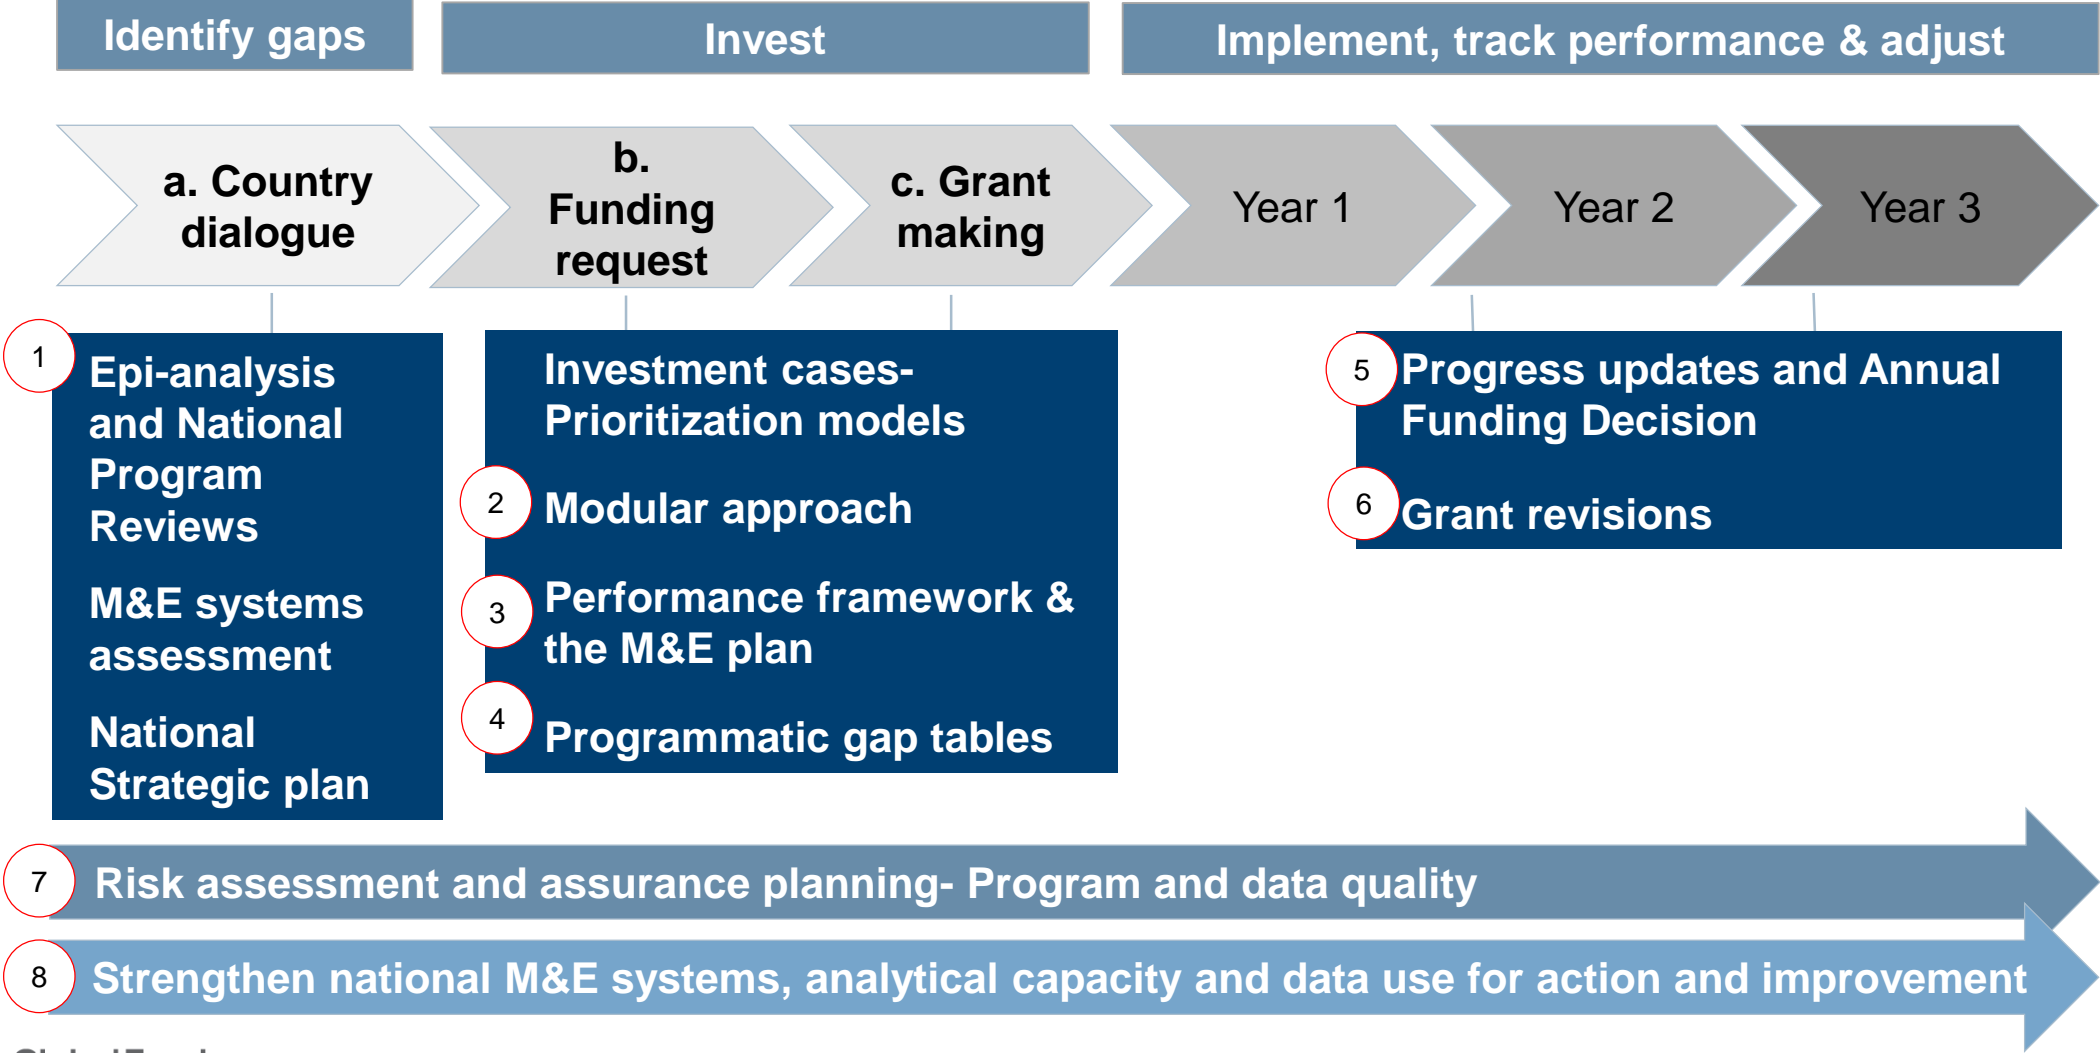 Identify gaps
Invest
Implement, track performance & adjust
a. Country
dialogue
b.
Funding
request
c. Grant
making
Year 1
Year 2
Year 3
1
Epi-analysis
and National
Program
Reviews
M&E systems
assessment
National
Strategic plan
Investment cases-
Prioritization models
2
Modular approach
3
Performance framework &
the M&E plan
4
Programmatic gap tables
5
Progress updates and Annual
Funding Decision
6
Grant revisions
7
Risk assessment and assurance planning- Program and data quality
8
Strengthen national M&E systems, analytical capacity and data use for action and improvement